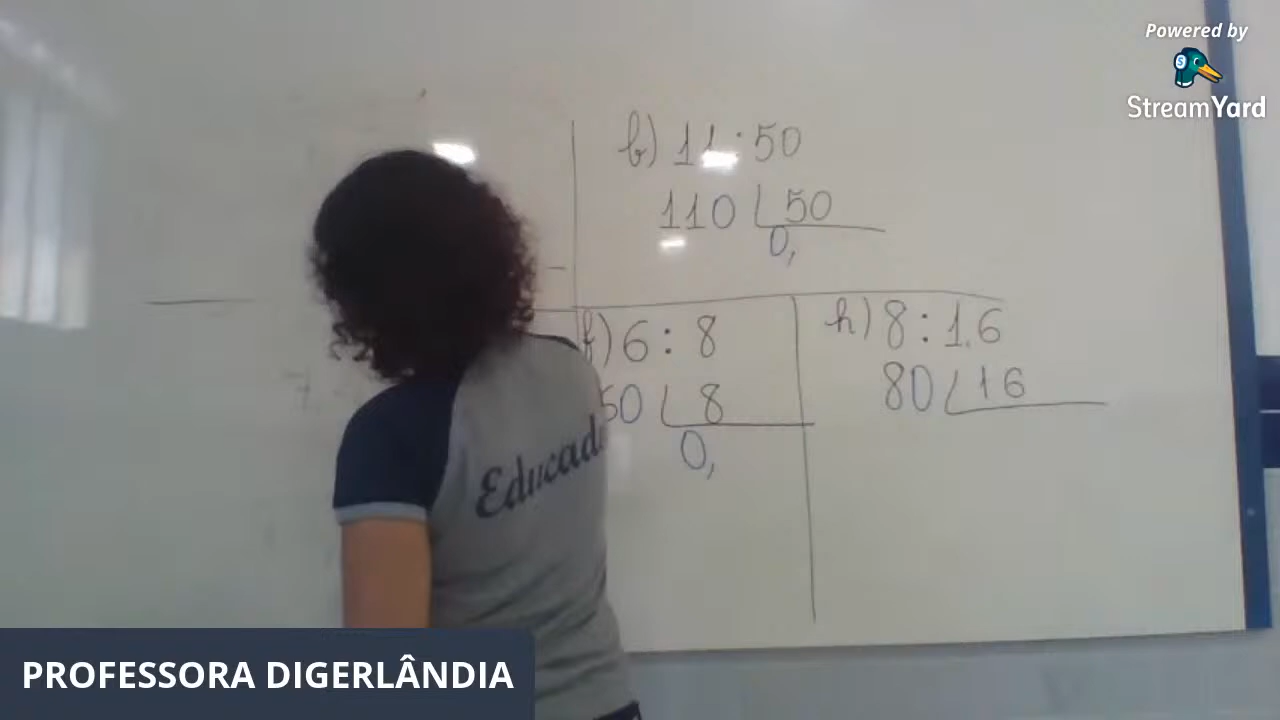 Powered by
StreamYard
b) 11:50
110 50
0,
f) 6 : 8
60 8
0,
h) 8 : 1,6
80 16
Educad
PROFESSORA DIGERLÂNDIA